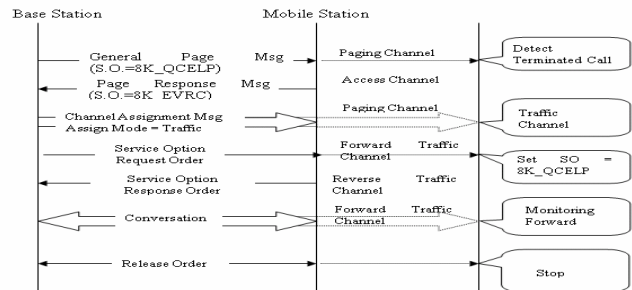 Base Station
Mobile Station
General Page Msg
(S.O.=8K_QCELP)
Paging Channel
Detect
Terminated Call
Page Response Msg
(S.O.=8K EVRC)
Access Channel
Channel Assignment Msg
Assign Mode = Traffic
Paging Channel
Traffic
Channel
Service Option
Request Order
Forward Traffic
Channel
Set SO =
8K_QCELP
Service Option
Response Order
Reverse Traffic
Channel
Conversation
Forward Traffic
Channel
Monitoring
Forward
Release Order
Stop